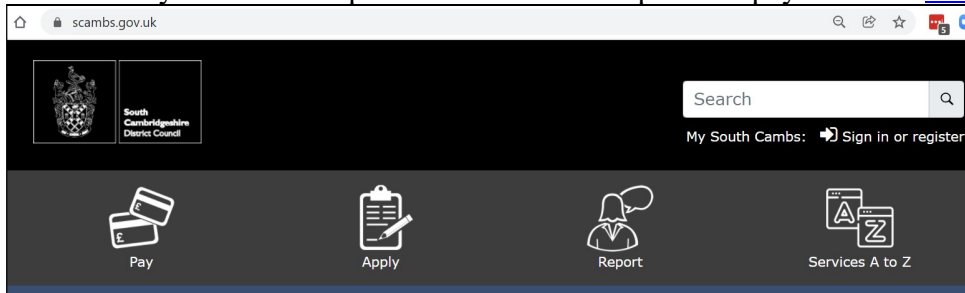 scambs.gov.uk
5
South
Cambridgeshire
District Council
Search
My South Cambs: Sign in or register
£
£
Pay
Apply
Report
A
Z
Services A to Z